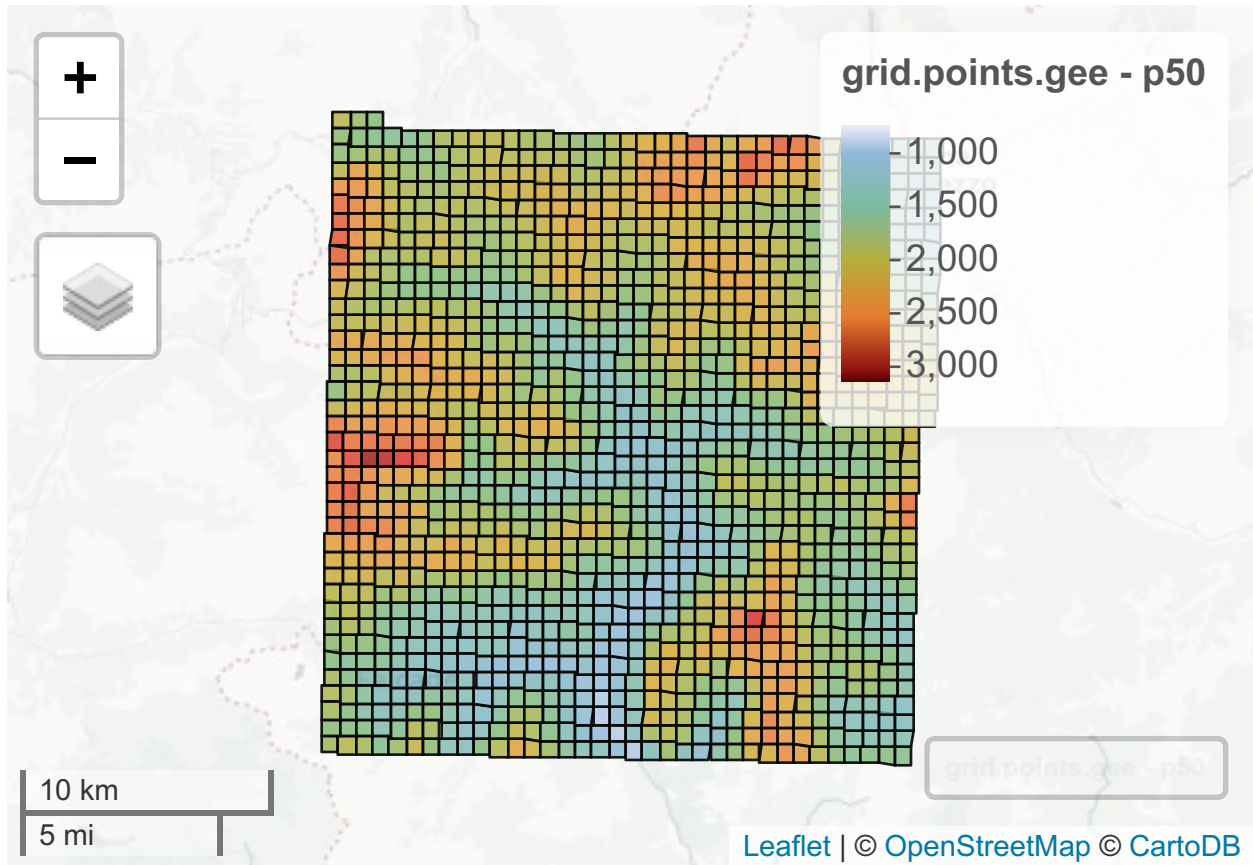 +
−
grid.points.gee - p50
1,000
1,500
2,000
2,500
3,000
grid.points.gee - p50
10 km
5 mi
Leaflet | © OpenStreetMap © CartoDB